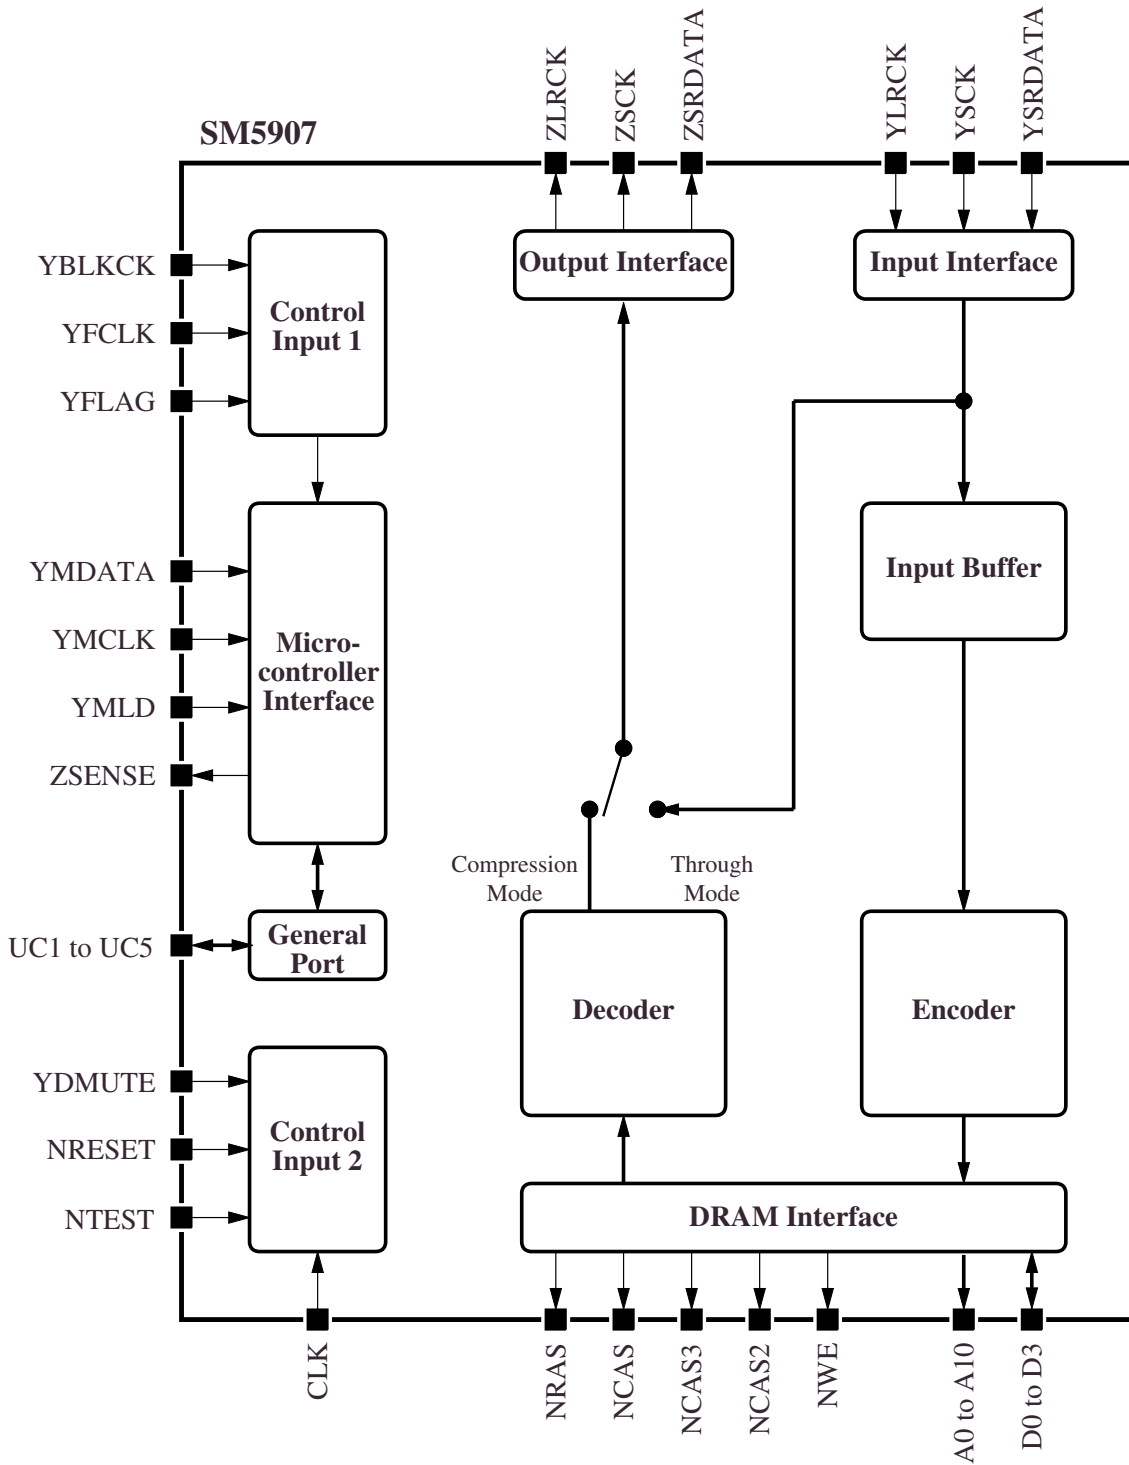 ZLRCK
ZSCK
ZSRDATA
YLRCK
YSCK
YSRDATA
SM5907
YBLKCK
YFCLK
YFLAG
Control
Input 1
Output Interface
Input Interface
YMDATA
YMCLK
YMLD
ZSENSE
Micro-
controller
Interface
Input Buffer
Compression
Mode
Through
Mode
UC1 to UC5
General
Port
Decoder
Encoder
YDMUTE
NRESET
NTEST
Control
Input 2
DRAM Interface
CLK
NRAS
NCAS
NCAS3
NCAS2
NWE
A0 to A10
D0 to D3